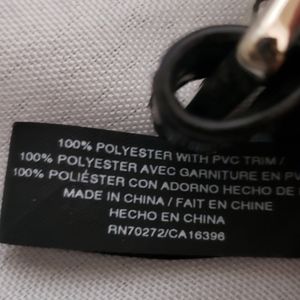 100% POLYESTER WITH PVC TRIM /
100% POLYESTER AVEC GARNITURE EN PV
100% POLIÉSTER CON ADORNO HECHO DE
MADE IN CHINA / FAIT EN CHINE
HECHO EN CHINA
RN70272/CA16396